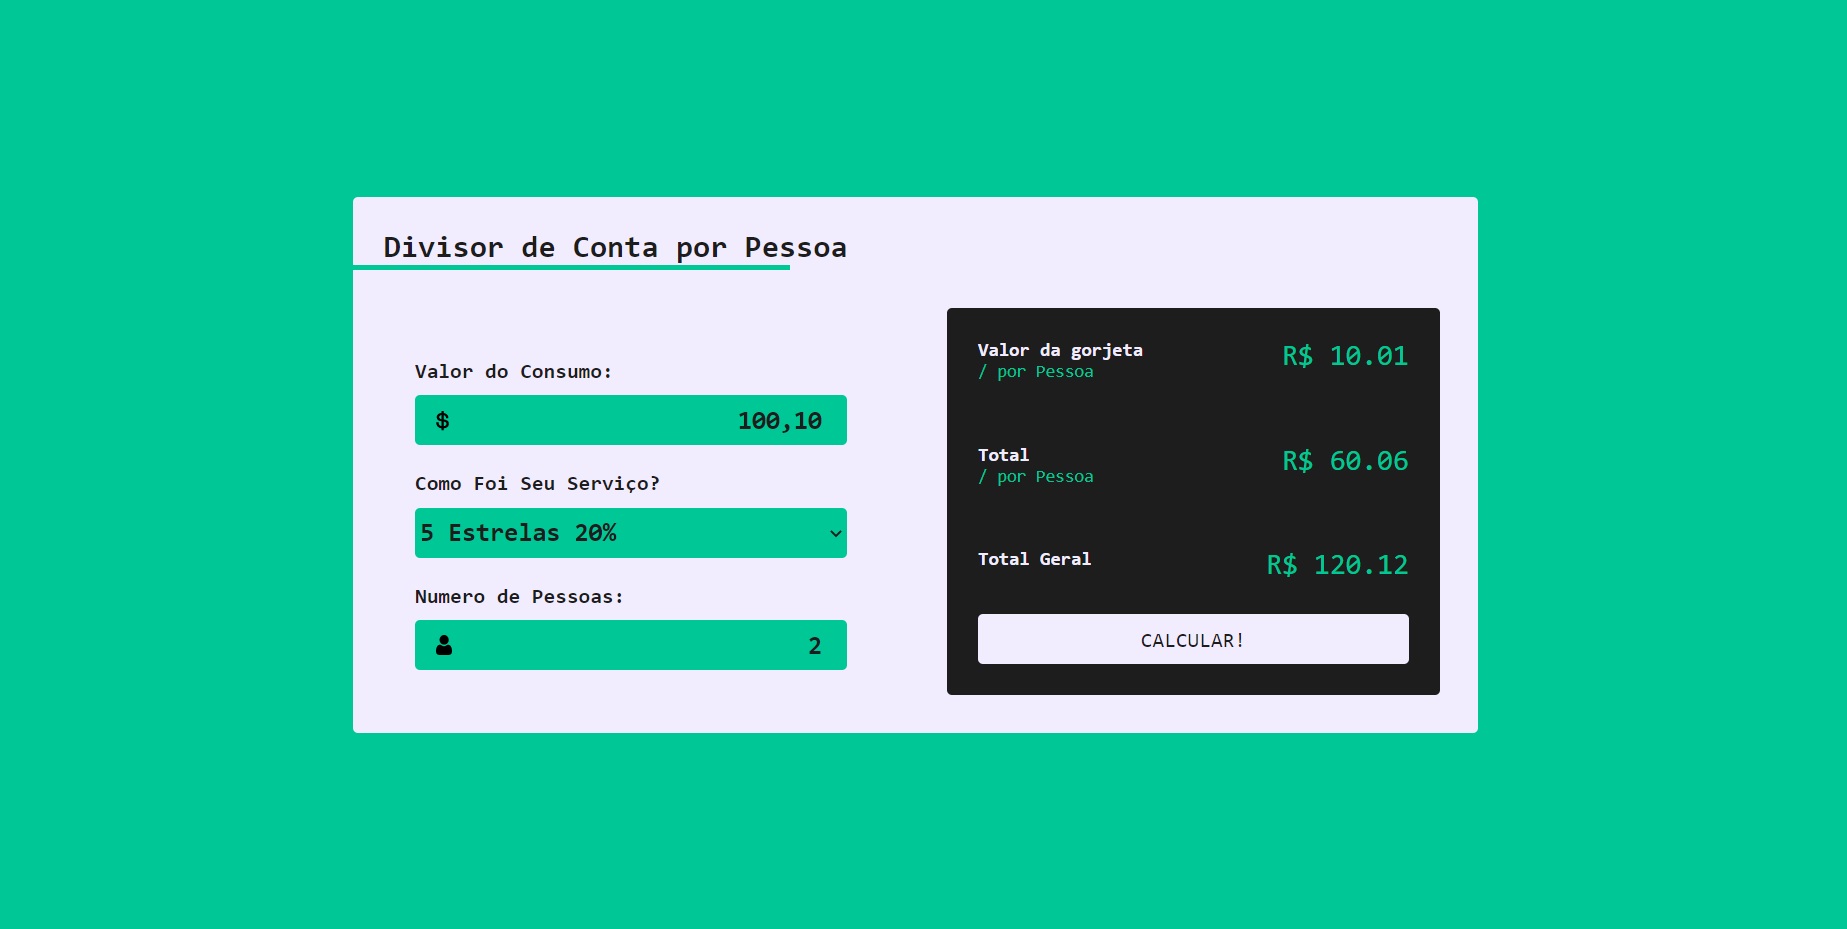 Divisor de Conta por Pessoa
Valor do Consumo:
$ 100,10
Como Foi Seu Serviço?
5 Estrelas 20%
Numero de Pessoas:
2
Valor da gorjeta R$ 10.01
/ por Pessoa
Total R$ 60.06
/ por Pessoa
Total Geral R$ 120.12
CALCULAR!